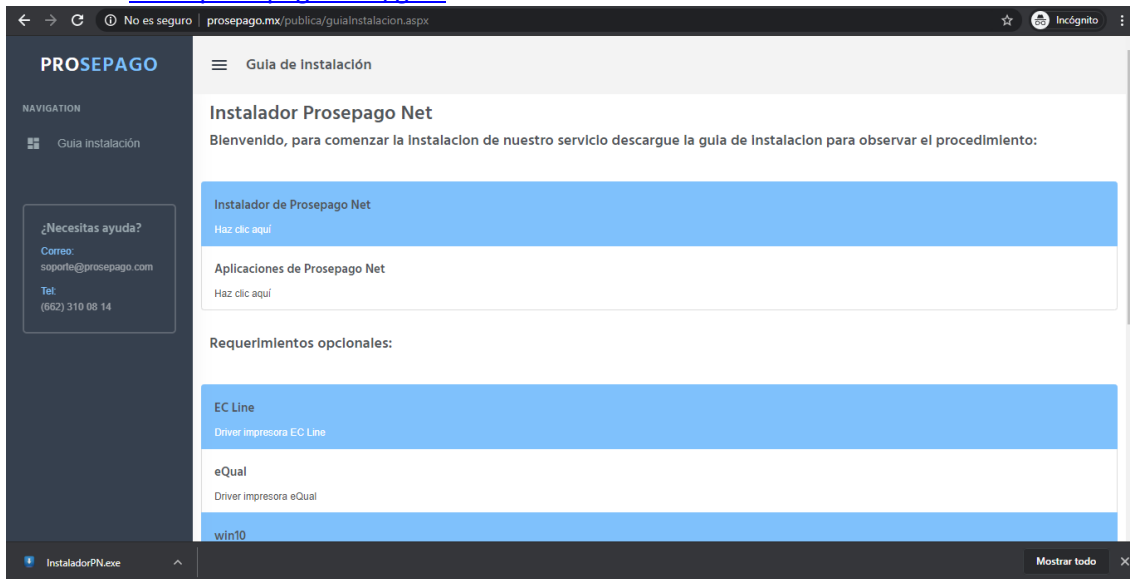 No es seguro | prosepago.mx/publica/guiaInstalacion.aspx
Incógnito
PROSEPAGO
Guia de instalación
NAVIGATION
Guia instalación
¿Necesitas ayuda?
Correo:
soporte@prosepago.com
Tel:
(662) 310 08 14
Instalador Prosepago Net
Bienvenido, para comenzar la instalacion de nuestro servicio descargue la guia de instalacion para observar el procedimiento:
Instalador de Prosepago Net
Haz clic aquí
Aplicaciones de Prosepago Net
Haz clic aquí
Requerimientos opcionales:
EC Line
Driver impresora EC Line
eQual
Driver impresora eQual
win10
InstaladorPN.exe
Mostrar todo